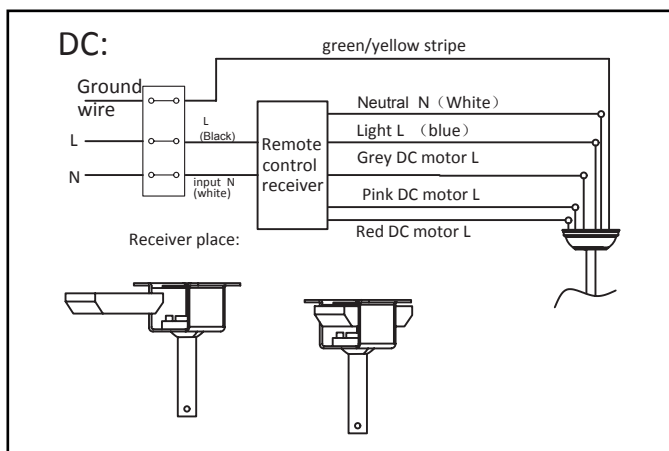 DC:
green/yellow stripe
Ground
wire
L
(Black)
L
N
input N
(white)
Remote
control
receiver
Neutral N（White）
Light L （blue）
Grey DC motor L
Pink DC motor L
Red DC motor L
Receiver place: